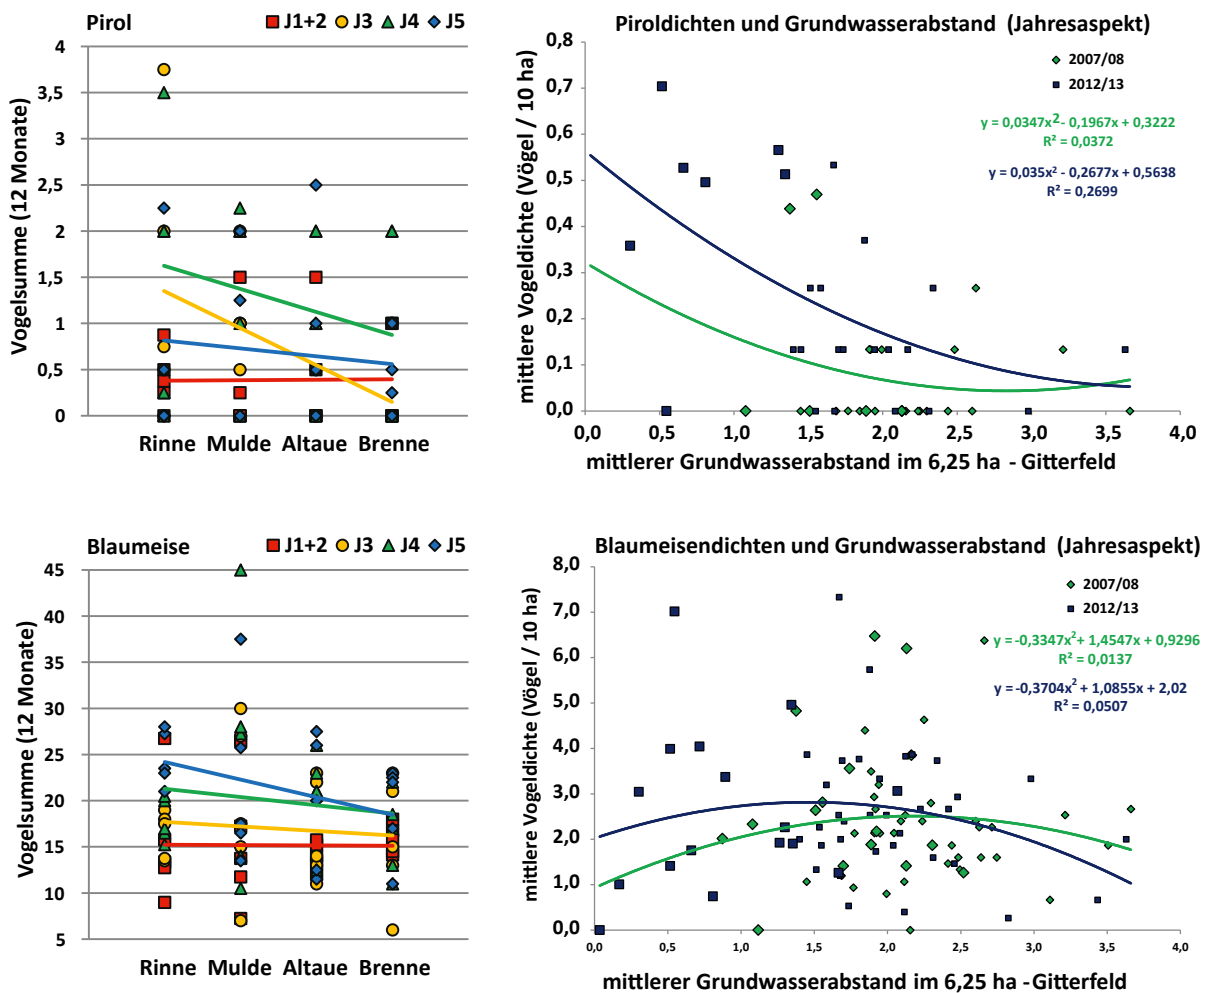 Pirol
J1+2 J3 J4 J5
Vogelsumme (12 Monate)
4
3,5
3
2,5
2
1,5
1
0,5
0
Rinne Mulde Altaue Brenne
Piroldichten und Grundwasserabstand (Jahresaspekt)
mittlere Vogeldichte (Vögel / 10 ha)
0,8
0,7
0,6
0,5
0,4
0,3
0,2
0,1
0,0
2007/08
2012/13
y = 0,0347x² - 0,1967x + 0,3222
R² = 0,0372
y = 0,035x² - 0,2677x + 0,5638
R² = 0,2699
0,0 0,5 1,0 1,5 2,0 2,5 3,0 3,5 4,0
mittlerer Grundwasserabstand im 6,25 ha - Gitterfeld
Blaumeise
J1+2 J3 J4 J5
Vogelsumme (12 Monate)
45
40
35
30
25
20
15
10
5
Rinne Mulde Altaue Brenne
Blaumeisendichten und Grundwasserabstand (Jahresaspekt)
mittlere Vogeldichte (Vögel / 10 ha)
8,0
7,0
6,0
5,0
4,0
3,0
2,0
1,0
0,0
2007/08
2012/13
y = -0,3347x² + 1,4547x + 0,9296
R² = 0,0137
y = -0,3704x² + 1,0855x + 2,02
R² = 0,0507
0,0 0,5 1,0 1,5 2,0 2,5 3,0 3,5 4,0
mittlerer Grundwasserabstand im 6,25 ha - Gitterfeld